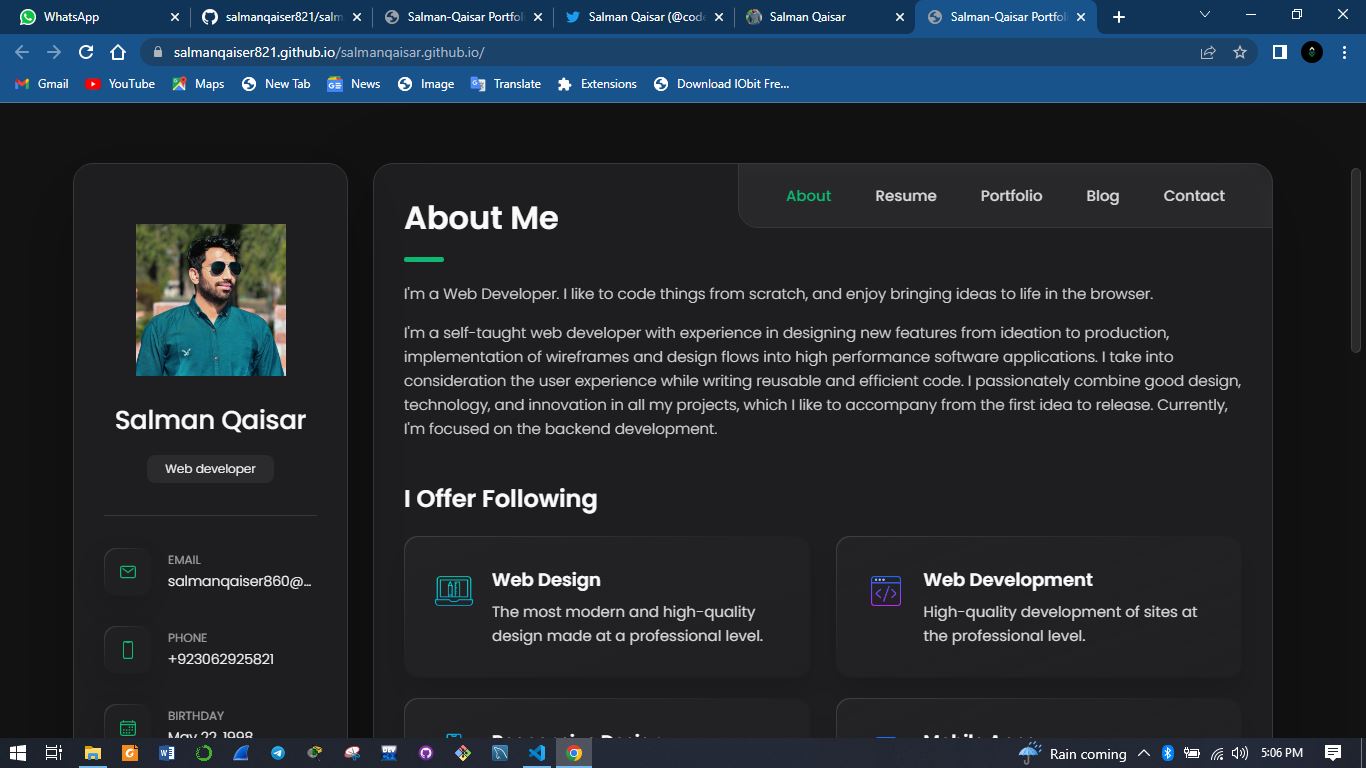 WhatsApp
salmanqaiser821/salm
Salman-Qaisar Portfol
Salman Qaisar (@code
Salman Qaisar
Salman-Qaisar Portfol
salmanqaiser821.github.io/salmanqaisar.github.io/
Gmail
YouTube
Maps
New Tab
News
Image
Translate
Extensions
Download IObit Fre...
Salman Qaisar
Web developer
EMAIL
salmanqaiser860@...
PHONE
+923062925821
BIRTHDAY
May 22, 1998
About
Resume
Portfolio
Blog
Contact
About Me
I'm a Web Developer. I like to code things from scratch, and enjoy bringing ideas to life in the browser.
I'm a self-taught web developer with experience in designing new features from ideation to production,
implementation of wireframes and design flows into high performance software applications. I take into
consideration the user experience while writing reusable and efficient code. I passionately combine good design,
technology, and innovation in all my projects, which I like to accompany from the first idea to release. Currently,
I'm focused on the backend development.
I Offer Following
Web Design
The most modern and high-quality
design made at a professional level.
Web Development
High-quality development of sites at
the professional level.
Rain coming
5:06 PM